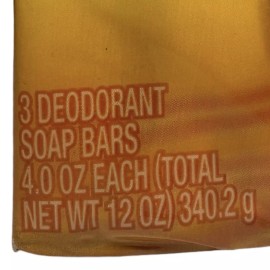 3 DEODORANT
SOAP BARS
4.0 OZ EACH (TOTAL
NET WT 12 OZ) 340.2 g